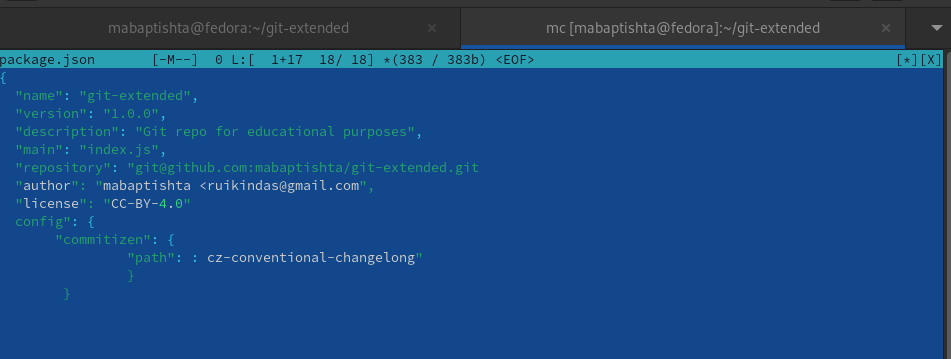 mabaptishta@fedora:~/git-extended × mc [mabaptishta@fedora]:~/git-extended ×
package.json [-M--] 0 L:[ 1+17 18/ 18] *(383 / 383b) <EOF> [*][X]
{
"name": "git-extended",
"version": "1.0.0",
"description": "Git repo for educational purposes",
"main": "index.js",
"repository": "git@github.com:mabaptishta/git-extended.git
"author": "mabaptishta <ruikindas@gmail.com",
"license": "CC-BY-4.0"
config": {
"commitizen": {
"path": : cz-conventional-changelong"
}
}